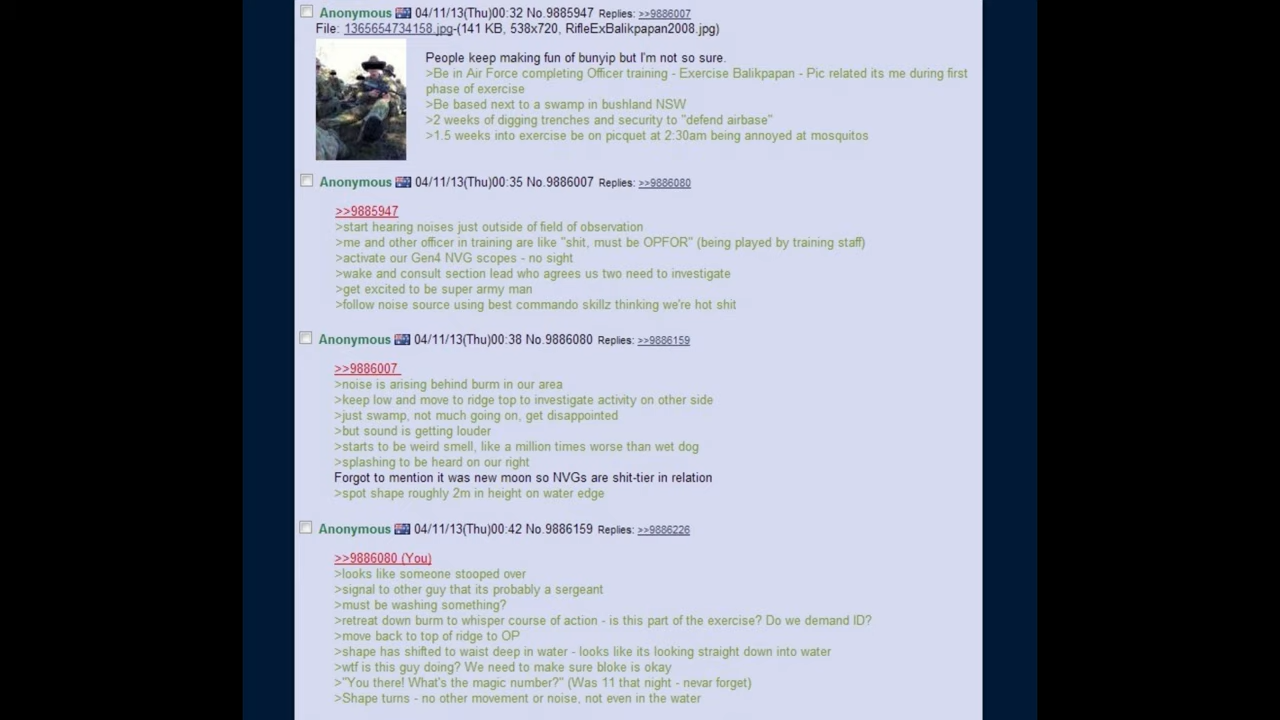 Anonymous 04/11/13(Thu)00:32 No.9885947 Replies: >>9886007
File: 1365654734158.jpg-(141 KB, 538x720, RifleExBalikpapan2008.jpg)
People keep making fun of bunyip but I'm not so sure.
>Be in Air Force completing Officer training - Exercise Balikpapan - Pic related its me during first
phase of exercise
>Be based next to a swamp in bushland NSW
>2 weeks of digging trenches and security to "defend airbase"
>1.5 weeks into exercise be on picquet at 2:30am being annoyed at mosquitos
Anonymous 04/11/13(Thu)00:35 No.9886007 Replies: >>9886080
>>9885947
>start hearing noises just outside of field of observation
>me and other officer in training are like "shit, must be OPFOR" (being played by training staff)
>activate our Gen4 NVG scopes - no sight
>wake and consult section lead who agrees us two need to investigate
>get excited to be super army man
>follow noise source using best commando skillz thinking we're hot shit
Anonymous 04/11/13(Thu)00:38 No.9886080 Replies: >>9886159
>>9886007
>noise is arising behind burm in our area
>keep low and move to ridge top to investigate activity on other side
>just swamp, not much going on, get disappointed
>but sound is getting louder
>starts to be weird smell, like a million times worse than wet dog
>splashing to be heard on our right
Forgot to mention it was new moon so NVGs are shit-tier in relation
>spot shape roughly 2m in height on water edge
Anonymous 04/11/13(Thu)00:42 No.9886159 Replies: >>9886226
>>9886080 (You)
>looks like someone stooped over
>signal to other guy that its probably a sergeant
>must be washing something?
>retreat down burm to whisper course of action - is this part of the exercise? Do we demand ID?
>move back to top of ridge to OP
>shape has shifted to waist deep in water - looks like its looking straight down into water
>wtf is this guy doing? We need to make sure bloke is okay
>"You there! What's the magic number?" (Was 11 that night - nevar forget)
>Shape turns - no other movement or noise, not even in the water